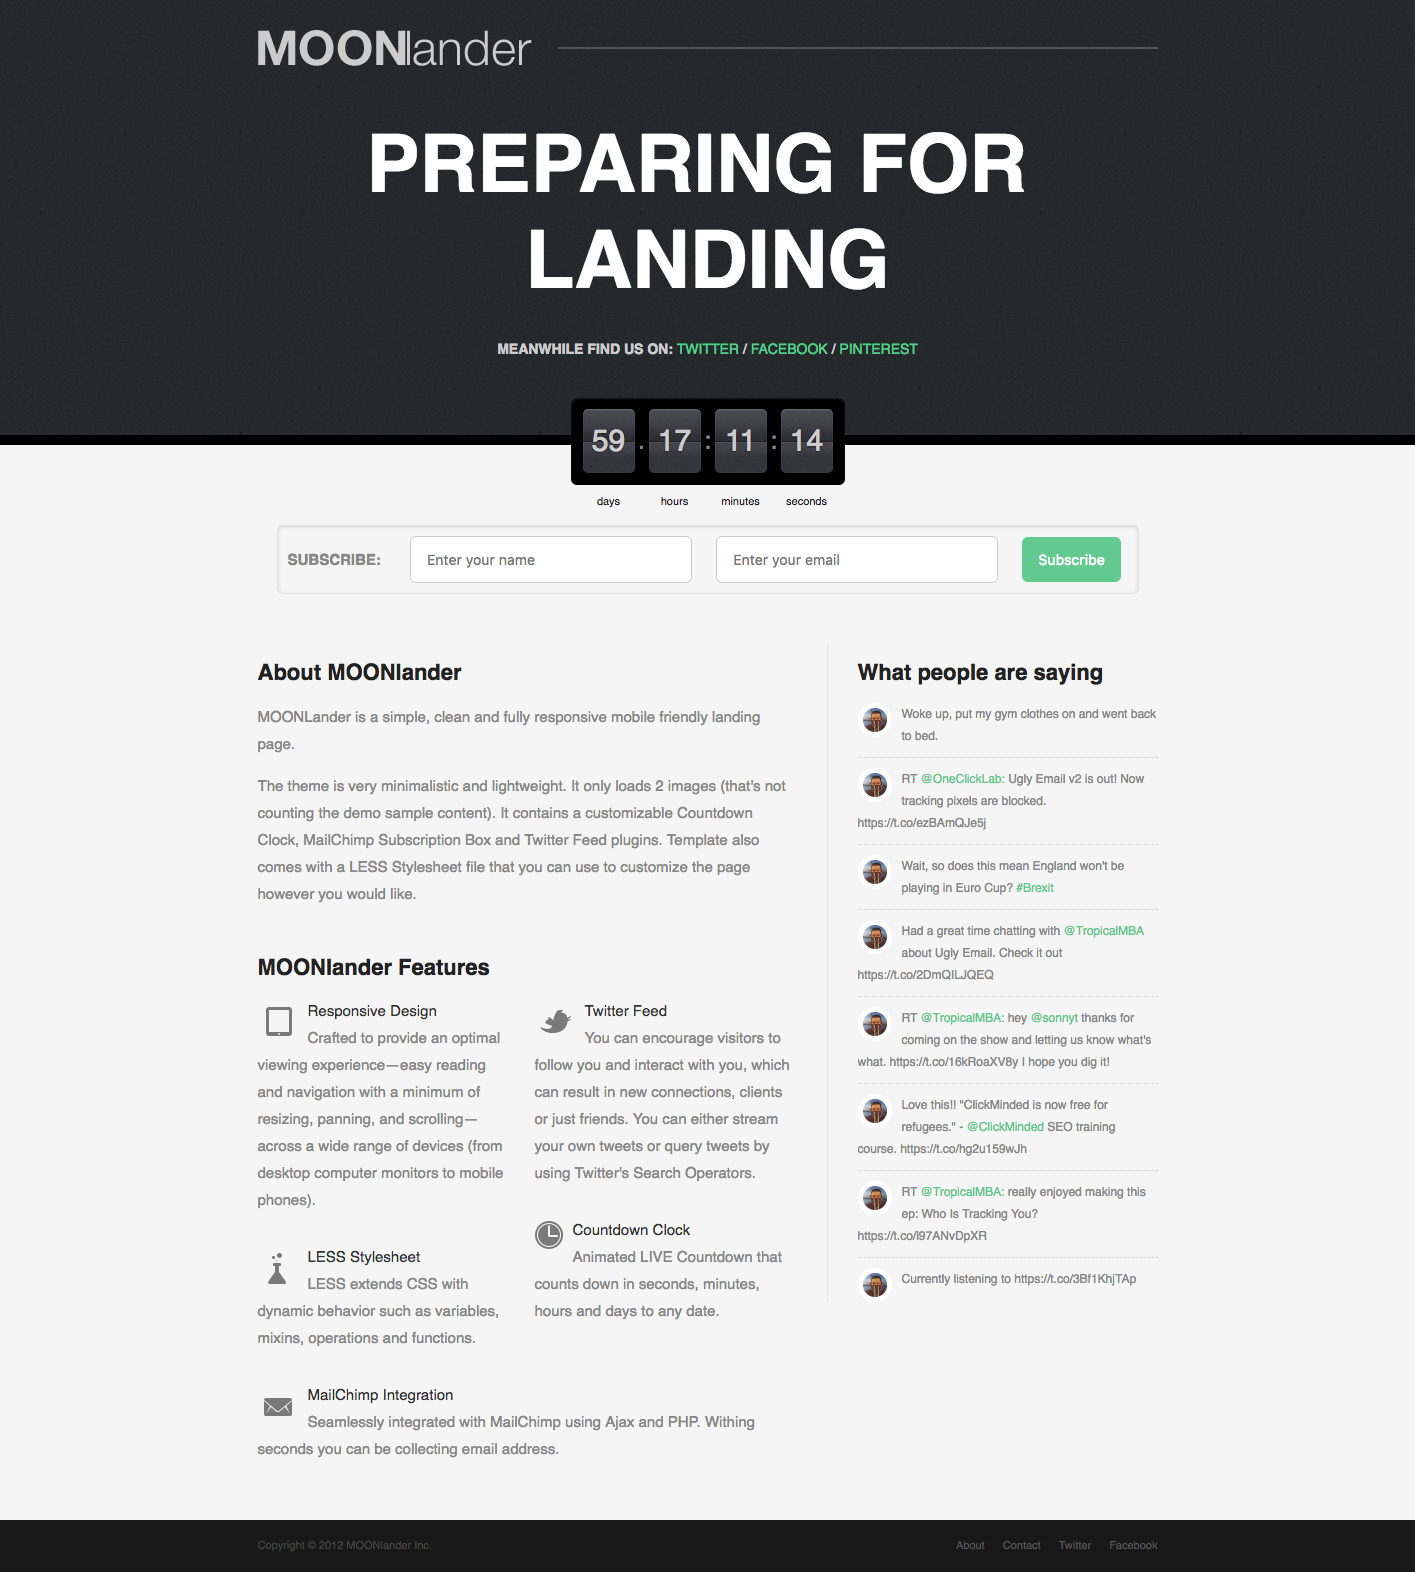 MOONlander
PREPARING FOR
LANDING
MEANWHILE FIND US ON: TWITTER / FACEBOOK / PINTEREST
59 . 17 : 11 : 14
days hours minutes seconds
SUBSCRIBE: Enter your name Enter your email Subscribe
About MOONlander
MOONLander is a simple, clean and fully responsive mobile friendly landing
page.
The theme is very minimalistic and lightweight. It only loads 2 images (that's not
counting the demo sample content). It contains a customizable Countdown
Clock, MailChimp Subscription Box and Twitter Feed plugins. Template also
comes with a LESS Stylesheet file that you can use to customize the page
however you would like.
MOONlander Features
Responsive Design
Crafted to provide an optimal
viewing experience—easy reading
and navigation with a minimum of
resizing, panning, and scrolling—
across a wide range of devices (from
desktop computer monitors to mobile
phones).
LESS Stylesheet
LESS extends CSS with
dynamic behavior such as variables,
mixins, operations and functions.
Twitter Feed
You can encourage visitors to
follow you and interact with you, which
can result in new connections, clients
or just friends. You can either stream
your own tweets or query tweets by
using Twitter's Search Operators.
Countdown Clock
Animated LIVE Countdown that
counts down in seconds, minutes,
hours and days to any date.
MailChimp Integration
Seamlessly integrated with MailChimp using Ajax and PHP. Withing
seconds you can be collecting email address.
What people are saying
Woke up, put my gym clothes on and went back
to bed.
RT @OneClickLab: Ugly Email v2 is out! Now
tracking pixels are blocked.
https://t.co/ezBAmQJe5j
Wait, so does this mean England won't be
playing in Euro Cup? #Brexit
Had a great time chatting with @TropicalMBA
about Ugly Email. Check it out
https://t.co/2DmQILJQEQ
RT @TropicalMBA: hey @sonnyt thanks for
coming on the show and letting us know what's
what. https://t.co/16kRoaXV8y I hope you dig it!
Love this!! "ClickMinded is now free for
refugees." - @ClickMinded SEO training
course. https://t.co/hg2u159wJh
RT @TropicalMBA: really enjoyed making this
ep: Who Is Tracking You?
https://t.co/l97ANvDpXR
Currently listening to https://t.co/3Bf1KhjTAp
Copyright © 2012 MOONlander Inc.
About Contact Twitter Facebook